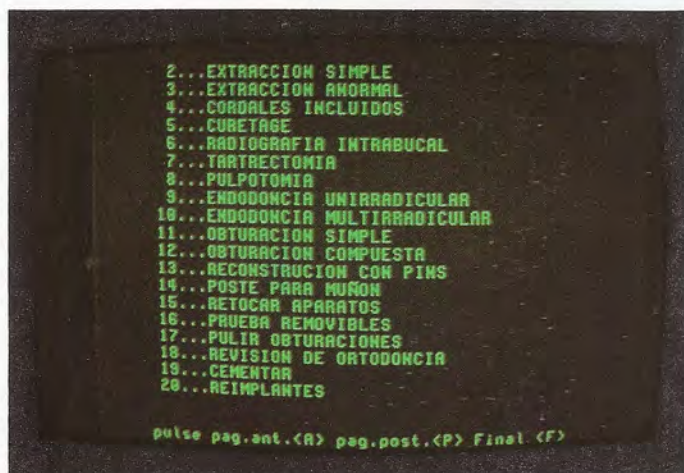 2...EXTRACCION SIMPLE
3...EXTRACCION ANORMAL
4...CORDALES INCLUIDOS
5...CURETAGE
6...RADIOGRAFIA INTRABUCAL
7...TARTRECTOMIA
8...PULPOTOMIA
9...ENDODONCIA UNIRRADICULAR
10...ENDODONCIA MULTIRRADICULAR
11...OBTURACION SIMPLE
12...OBTURACION COMPUESTA
13...RECONSTRUCION CON PINS
14...POSTE PARA MUÑON
15...RETOCAR APARATOS
16...PRUEBA REMOVIBLES
17...PULIR OBTURACIONES
18...REVISION DE ORTODONCIA
19...CEMENTAR
20...REIMPLANTES
pulse pag.ant.<A> pag.post.<P> Final <F>